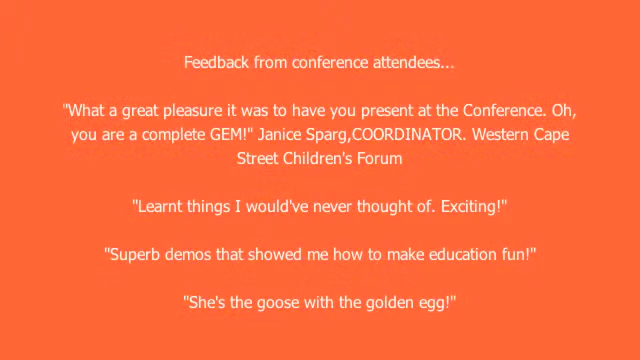 Feedback from conference attendees...
"What a great pleasure it was to have you present at the Conference. Oh,
you are a complete GEM!" Janice Sparg,COORDINATOR. Western Cape
Street Children's Forum
"Learnt things I would've never thought of. Exciting!"
"Superb demos that showed me how to make education fun!"
"She's the goose with the golden egg!"